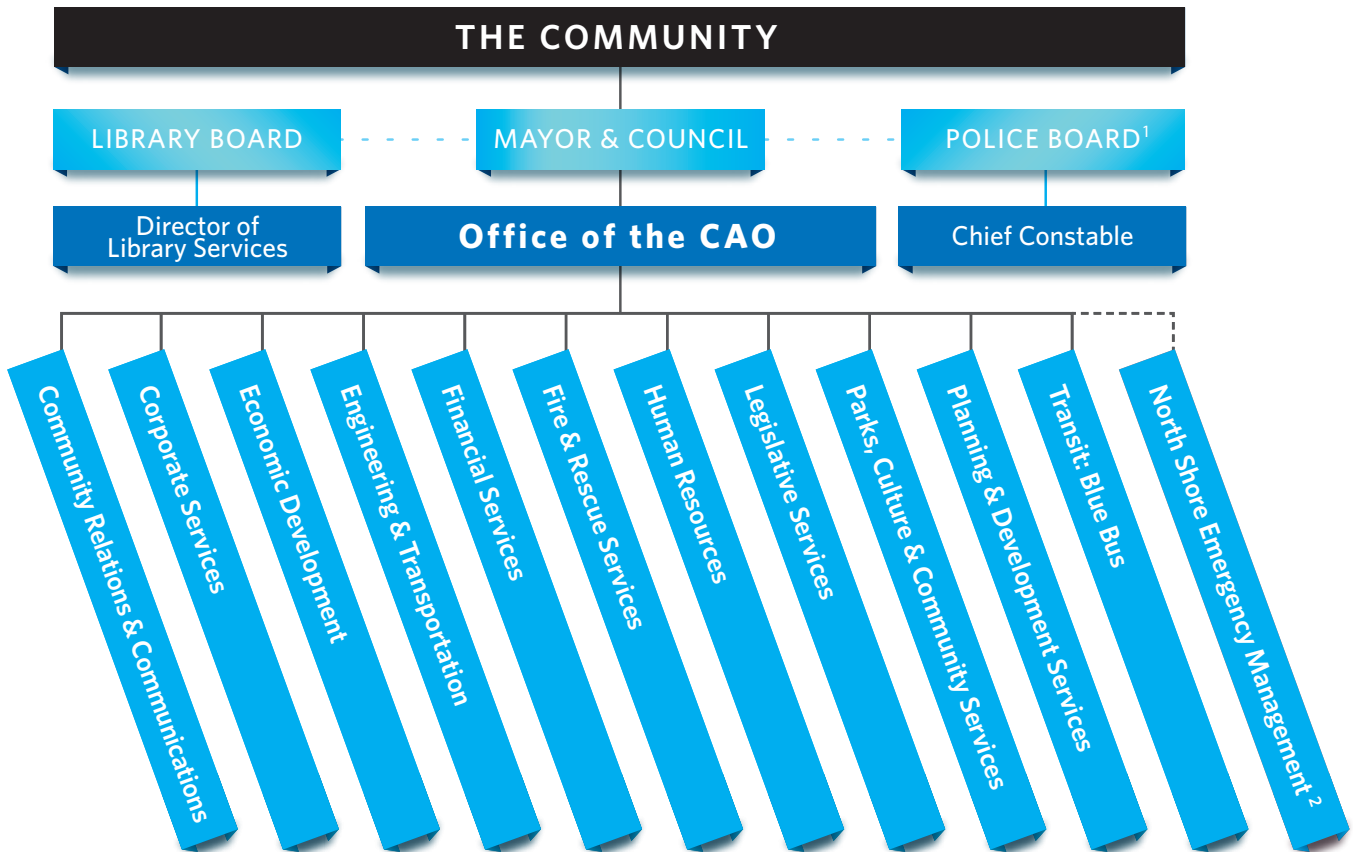 THE COMMUNITY
LIBRARY BOARD
MAYOR & COUNCIL
POLICE BOARD¹
Director of
Library Services
Office of the CAO
Chief Constable
Community Relations & Communications
Corporate Services
Economic Development
Engineering & Transportation
Financial Services
Fire & Rescue Services
Human Resources
Legislative Services
Parks, Culture & Community Services
Planning & Development Services
Transit: Blue Bus
North Shore Emergency Management ²